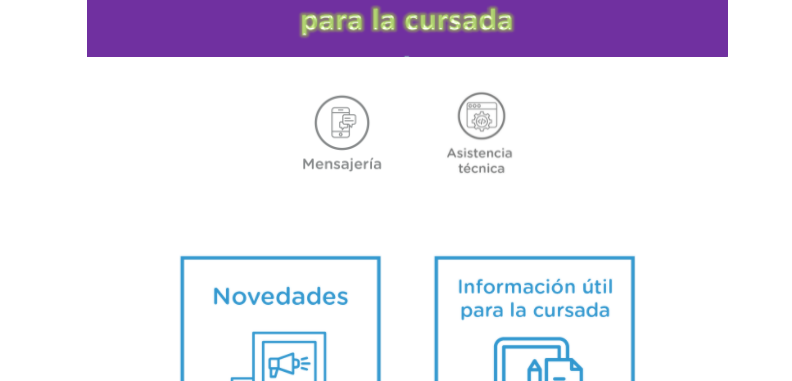 para la cursada
Mensajería
Asistencia
técnica
Novedades
Información útil
para la cursada